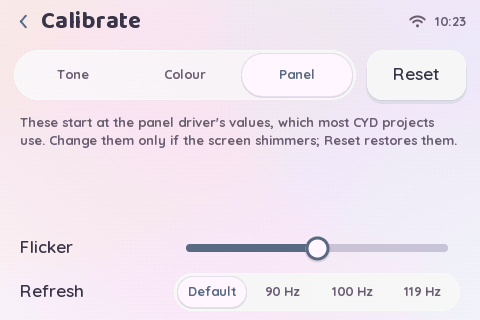 Calibrate
10:23
Tone
Colour
Panel
Reset
These start at the panel driver's values, which most CYD projects
use. Change them only if the screen shimmers; Reset restores them.
Flicker
Refresh
Default
90 Hz
100 Hz
119 Hz